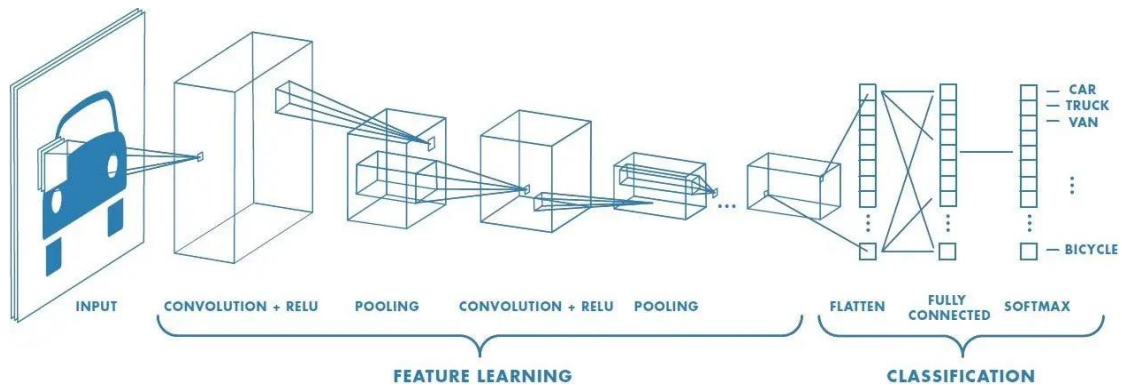 CAR
TRUCK
VAN
BICYCLE
INPUT
CONVOLUTION + RELU
POOLING
CONVOLUTION + RELU
POOLING
FLATTEN
FULLY
CONNECTED
SOFTMAX
FEATURE LEARNING
CLASSIFICATION